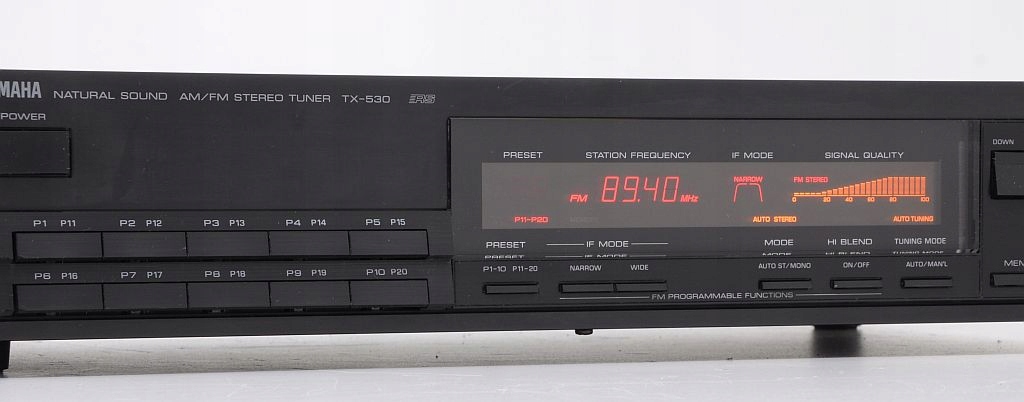 MAHA NATURAL SOUND AM/FM STEREO TUNER TX-530 RS
POWER
DOWN
PRESET STATION FREQUENCY IF MODE SIGNAL QUALITY
FM 89.40 MHz NARROW FM STEREO
0 20 40 60 80 100
P11-P20 MEMORY AUTO STEREO AUTO TUNING
P1 P11 P2 P12 P3 P13 P4 P14 P5 P15
PRESET IF MODE MODE HI BLEND TUNING MODE
P1-10 P11-20 NARROW WIDE AUTO ST/MONO ON/OFF AUTO/MAN'L MEM
P6 P16 P7 P17 P8 P18 P9 P19 P10 P20
FM PROGRAMMABLE FUNCTIONS